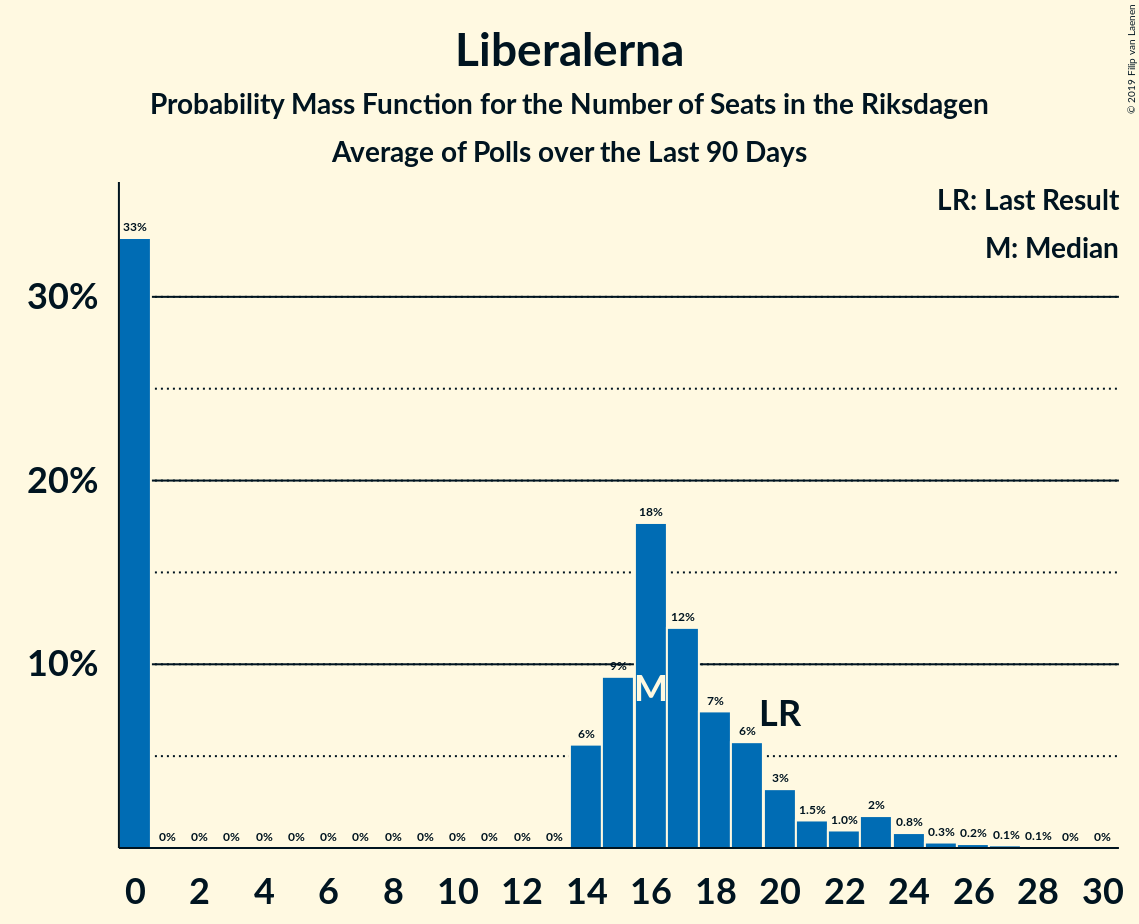 © 2019 Filip van Laenen
Liberalerna
Probability Mass Function for the Number of Seats in the Riksdagen
Average of Polls over the Last 90 Days
LR: Last Result
M: Median
30%
20%
10%
33% 0% 0% 0% 0% 0% 0% 0% 0% 0% 0% 0% 0% 0% 6% 9% 18% 12% 7% 6% 3% 1.5% 1.0% 2% 0.8% 0.3% 0.2% 0.1% 0.1% 0% 0%
M
LR
0 2 4 6 8 10 12 14 16 18 20 22 24 26 28 30